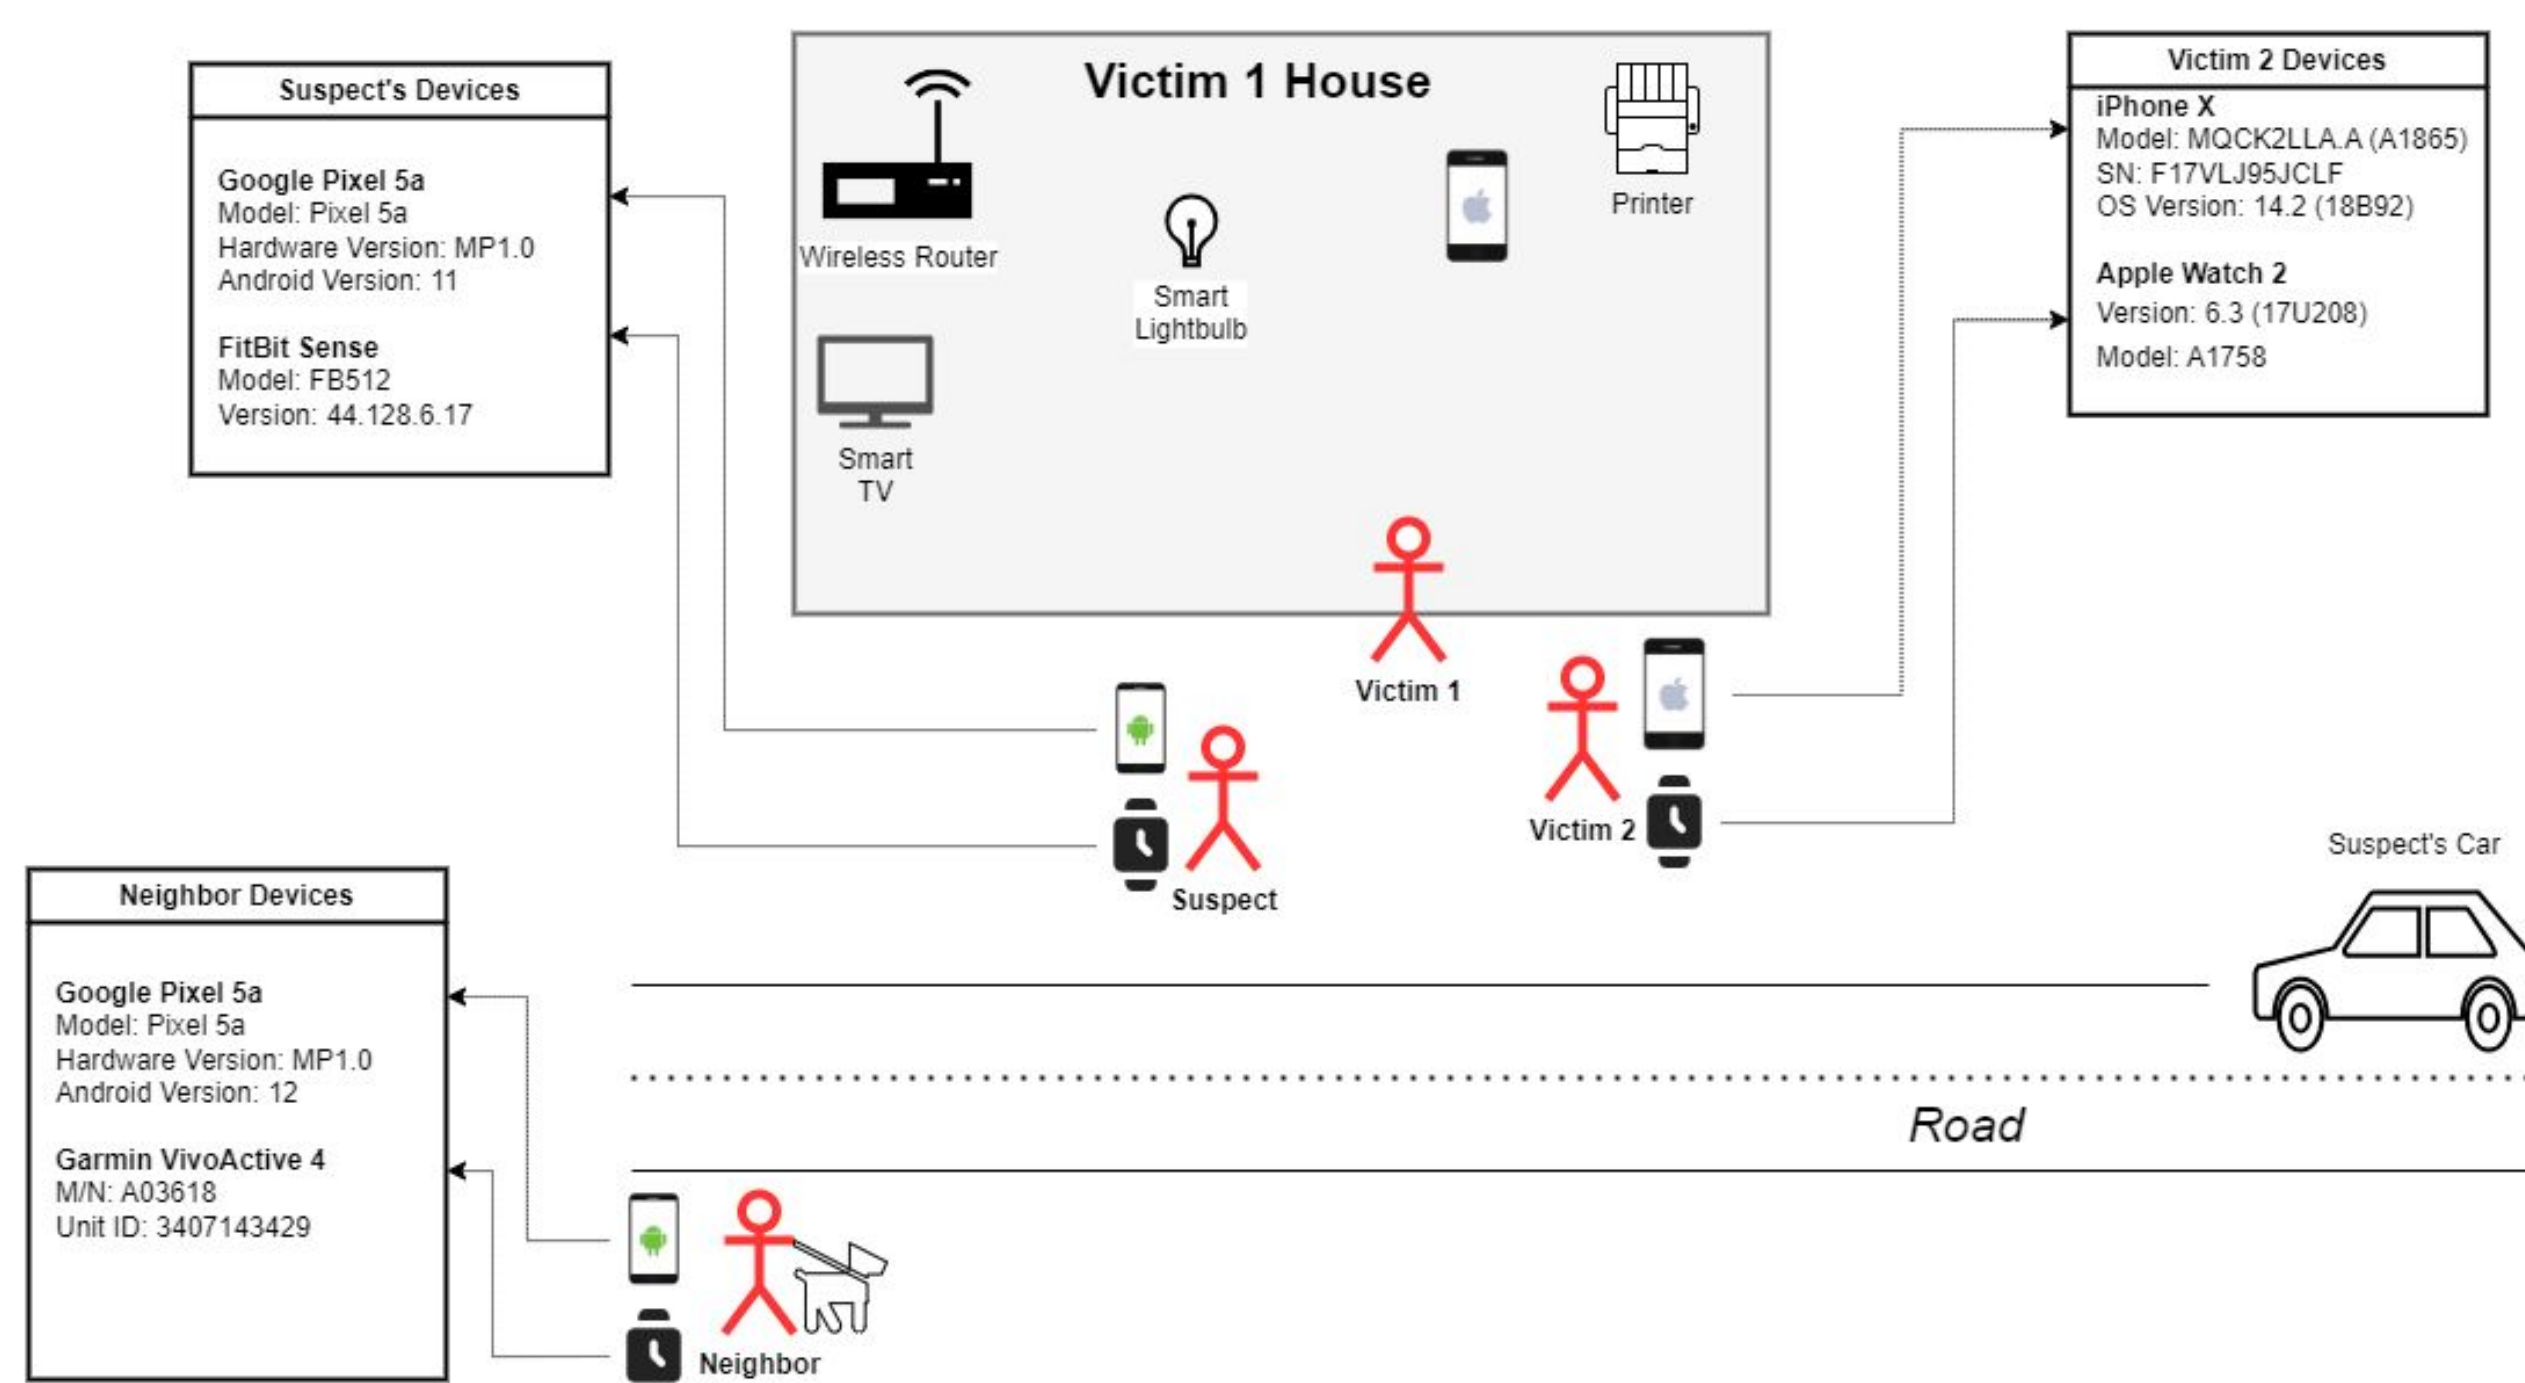 Suspect's Devices
Google Pixel 5a
Model: Pixel 5a
Hardware Version: MP1.0
Android Version: 11
FitBit Sense
Model: FB512
Version: 44.128.6.17
Victim 1 House
Wireless Router
Smart
Lightbulb
Printer
Smart
TV
Victim 2 Devices
iPhone X
Model: MQCK2LLA.A (A1865)
SN: F17VLJ95JCLF
OS Version: 14.2 (18B92)
Apple Watch 2
Version: 6.3 (17U208)
Model: A1758
Victim 1
Victim 2
Suspect
Suspect's Car
Neighbor Devices
Google Pixel 5a
Model: Pixel 5a
Hardware Version: MP1.0
Android Version: 12
Garmin VivoActive 4
M/N: A03618
Unit ID: 3407143429
Road
Neighbor